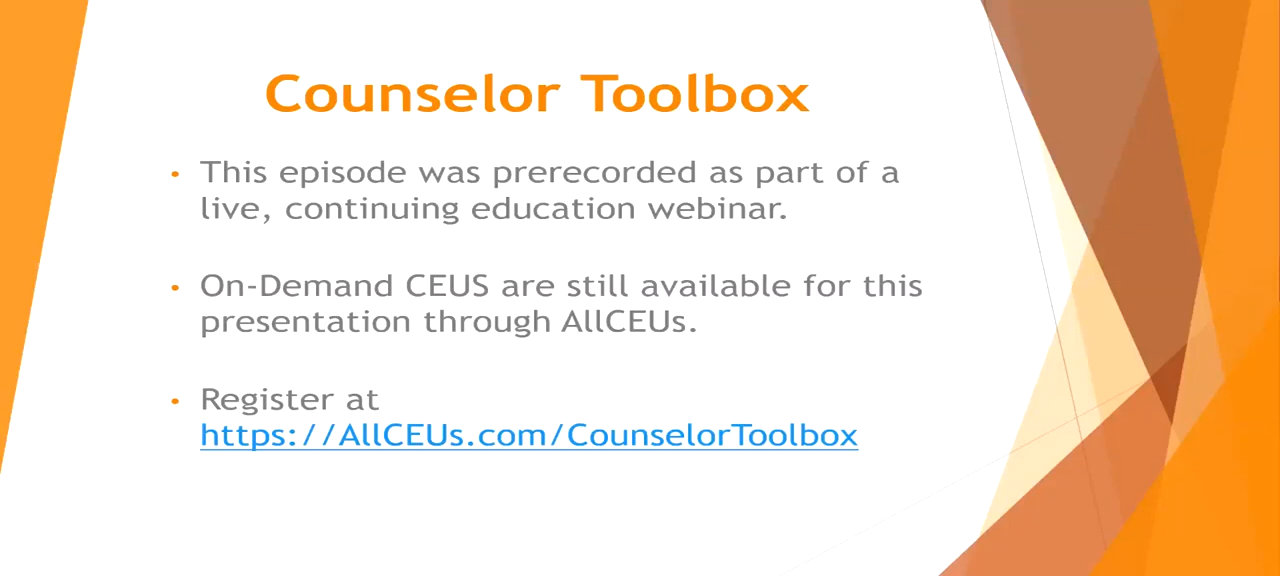 Counselor Toolbox
• This episode was prerecorded as part of a
live, continuing education webinar.
• On-Demand CEUS are still available for this
presentation through AllCEUs.
• Register at
https://AllCEUs.com/CounselorToolbox